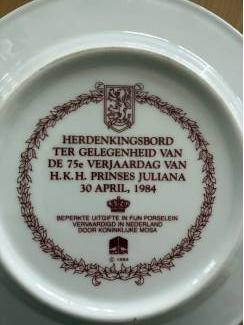 HERDENKINGSBORD
TER GELEGENHEID VAN
DE 75e VERJAARDAG VAN
H.K.H. PRINSES JULIANA
30 APRIL, 1984
BEPERKTE UITGIFTE IN FIJN PORSELEIN
VERVAARDIGD IN NEDERLAND
DOOR KONINKLIJKE MOSA
© 1984